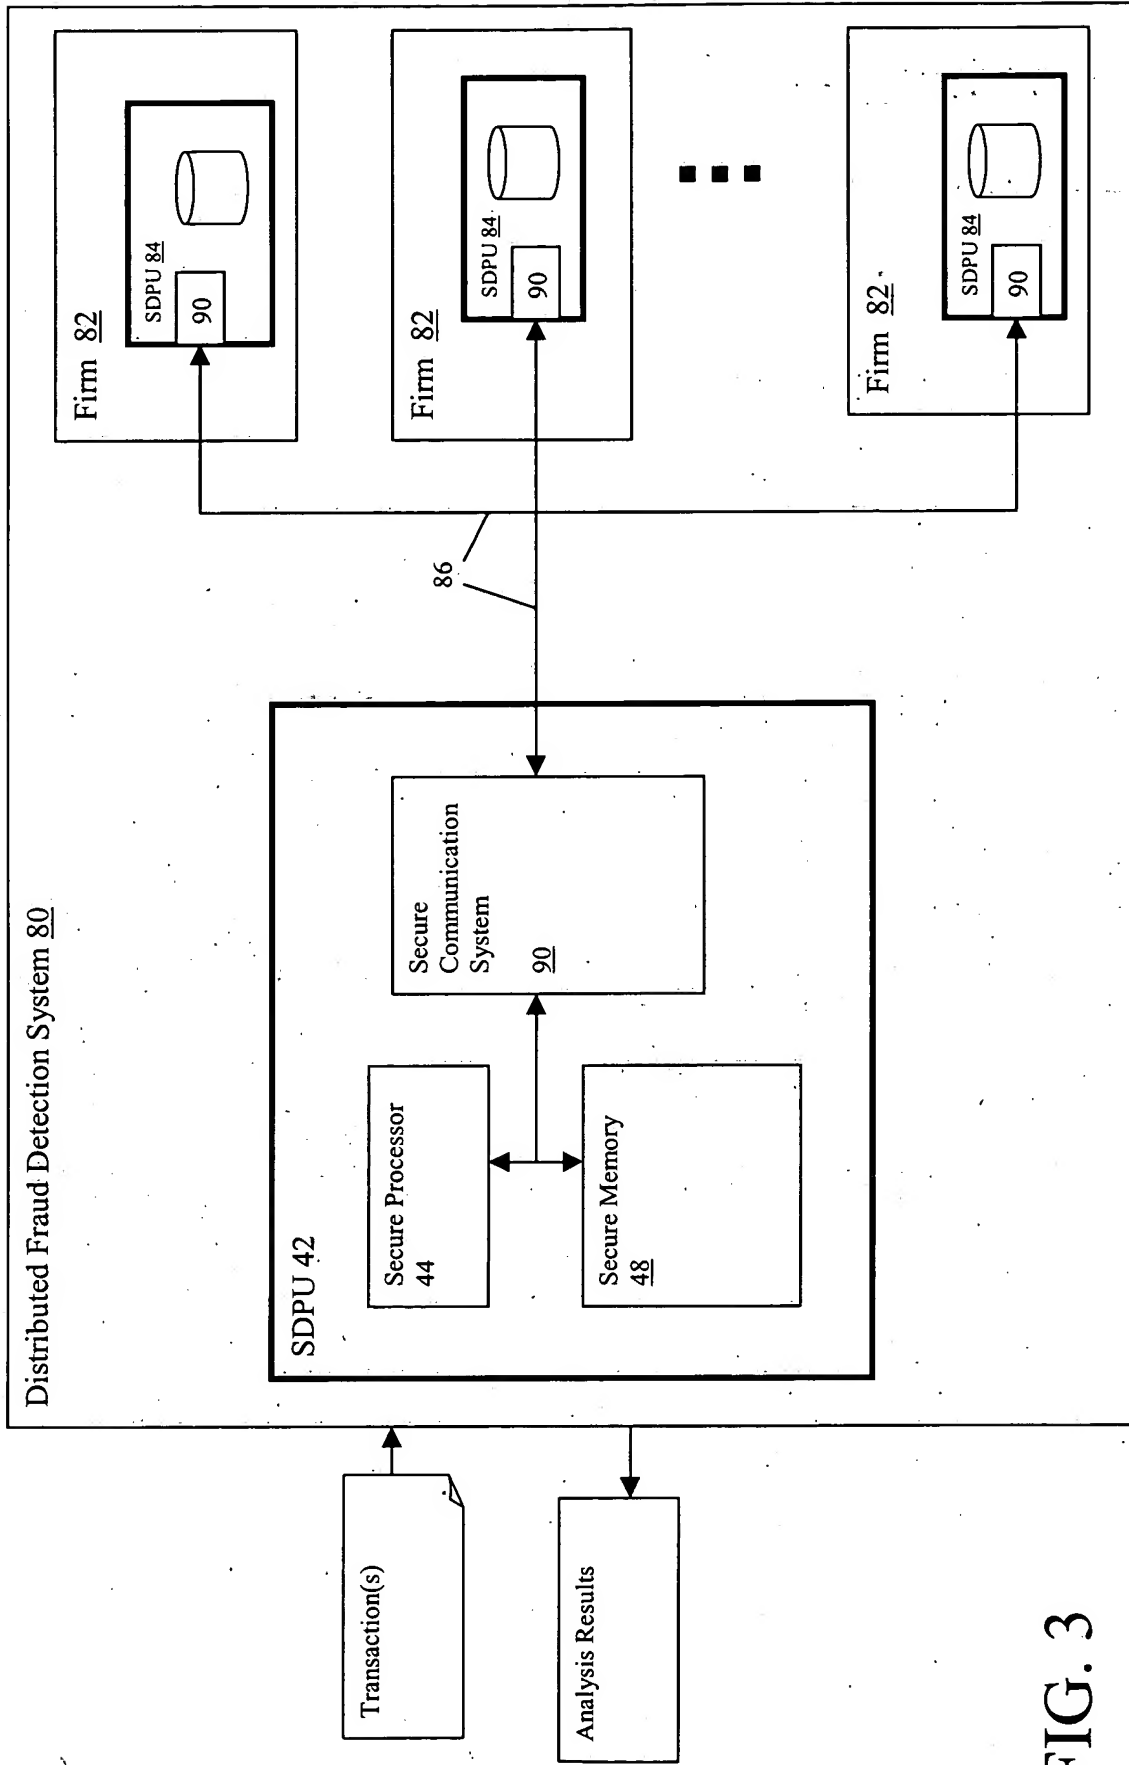 Distributed Fraud Detection System 80
Transaction(s)
Analysis Results
SDPU 42
Secure Processor
44
Secure Memory
48
Secure
Communication
System
90
86
Firm 82
SDPU 84
90
Firm 82
SDPU 84
90
Firm 82
SDPU 84
90
FIG. 3